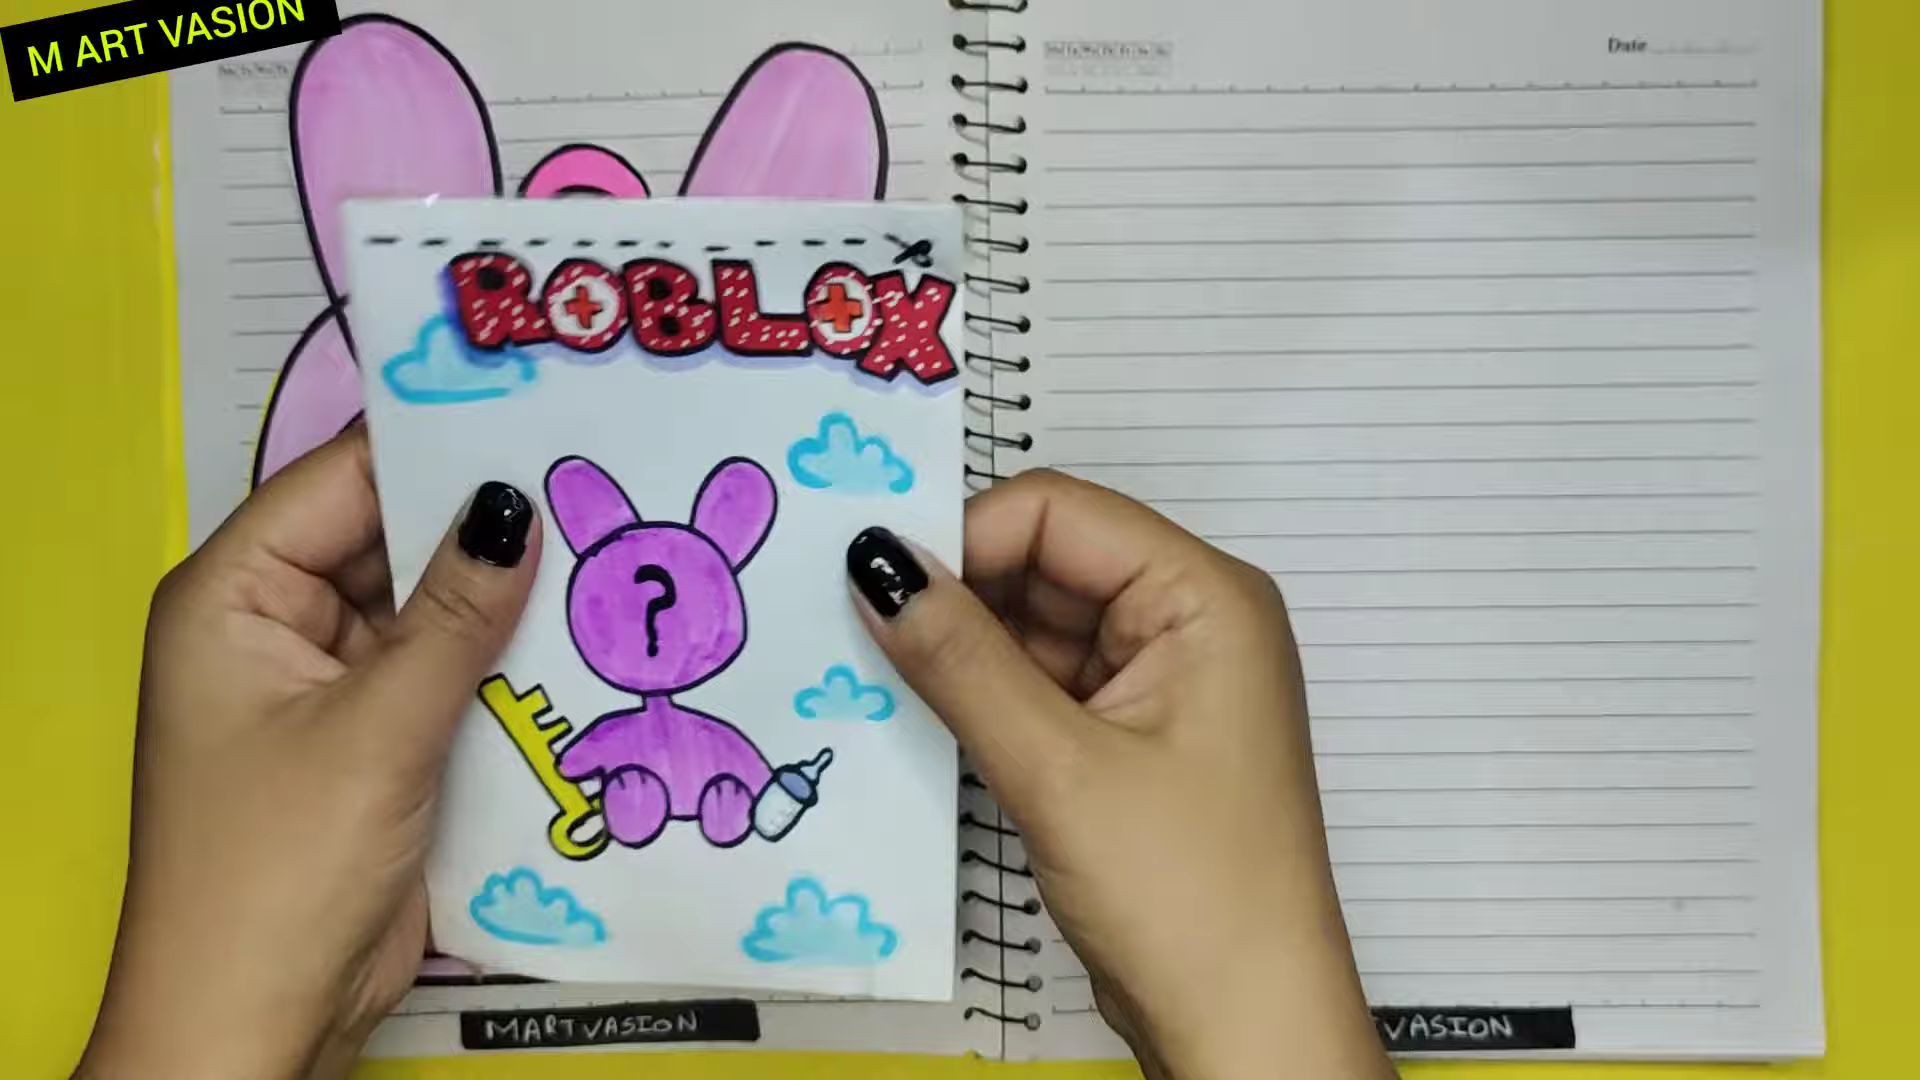 M ART VASION
Date
ROBLOX
?
MARTVASION
VASION